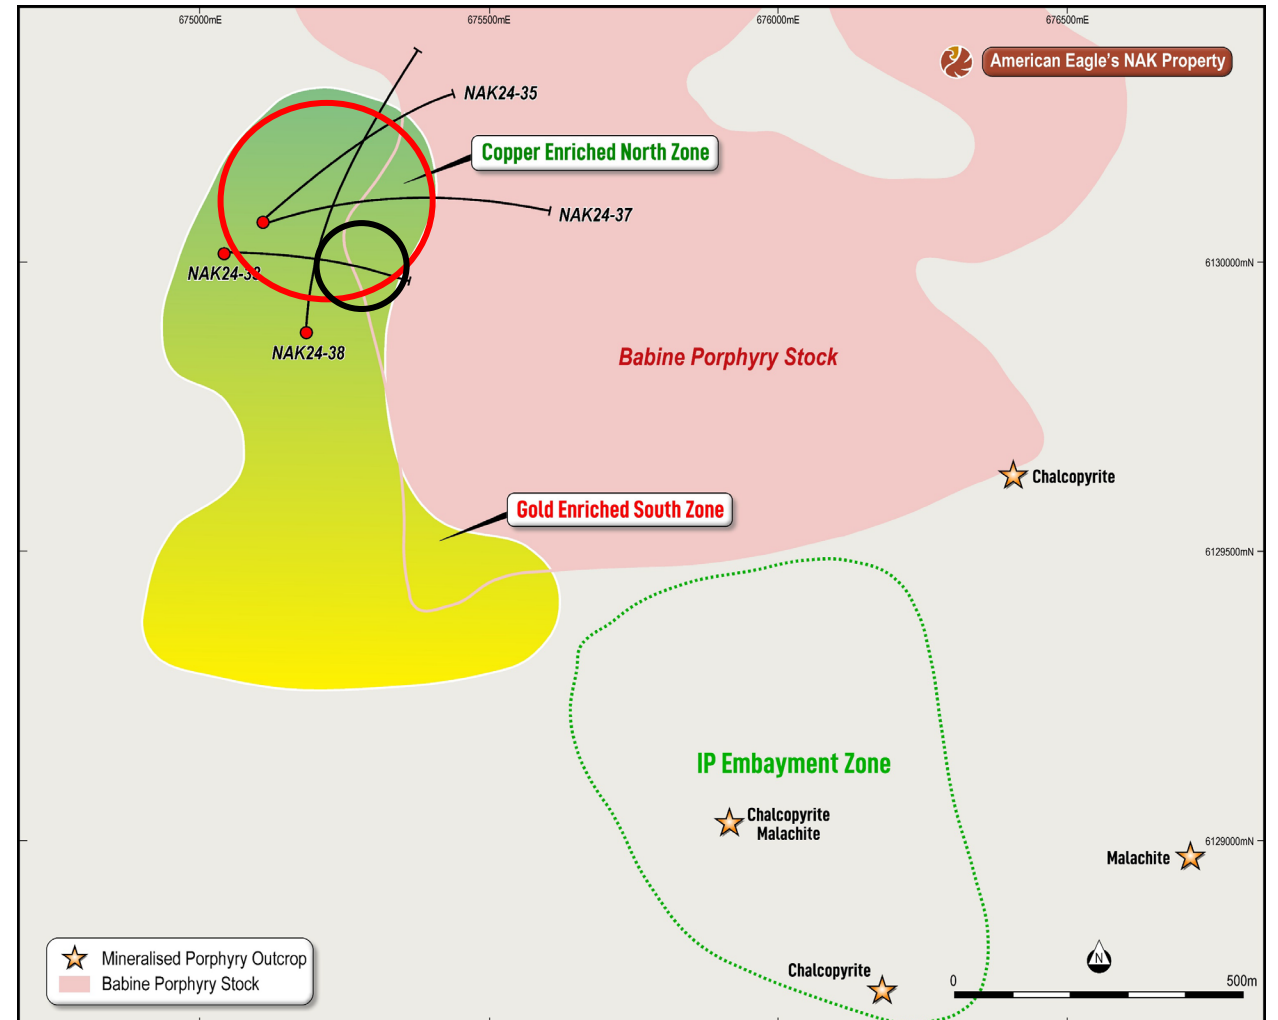 675000mE
675500mE
676000mE
676500mE
American Eagle's NAK Property
NAK24-35
Copper Enriched North Zone
NAK24-37
6130000mN
NAK24-38
Babine Porphyry Stock
Chalcopyrite
Gold Enriched South Zone
6129500mN
IP Embayment Zone
Chalcopyrite
Malachite
6129000mN
Malachite
Mineralised Porphyry Outcrop
Babine Porphyry Stock
Chalcopyrite
N
0
500m